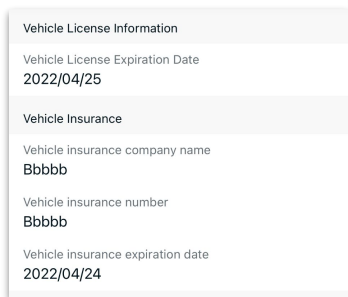 Vehicle License Information
Vehicle License Expiration Date
2022/04/25
Vehicle Insurance
Vehicle insurance company name
Bbbbb
Vehicle insurance number
Bbbbb
Vehicle insurance expiration date
2022/04/24